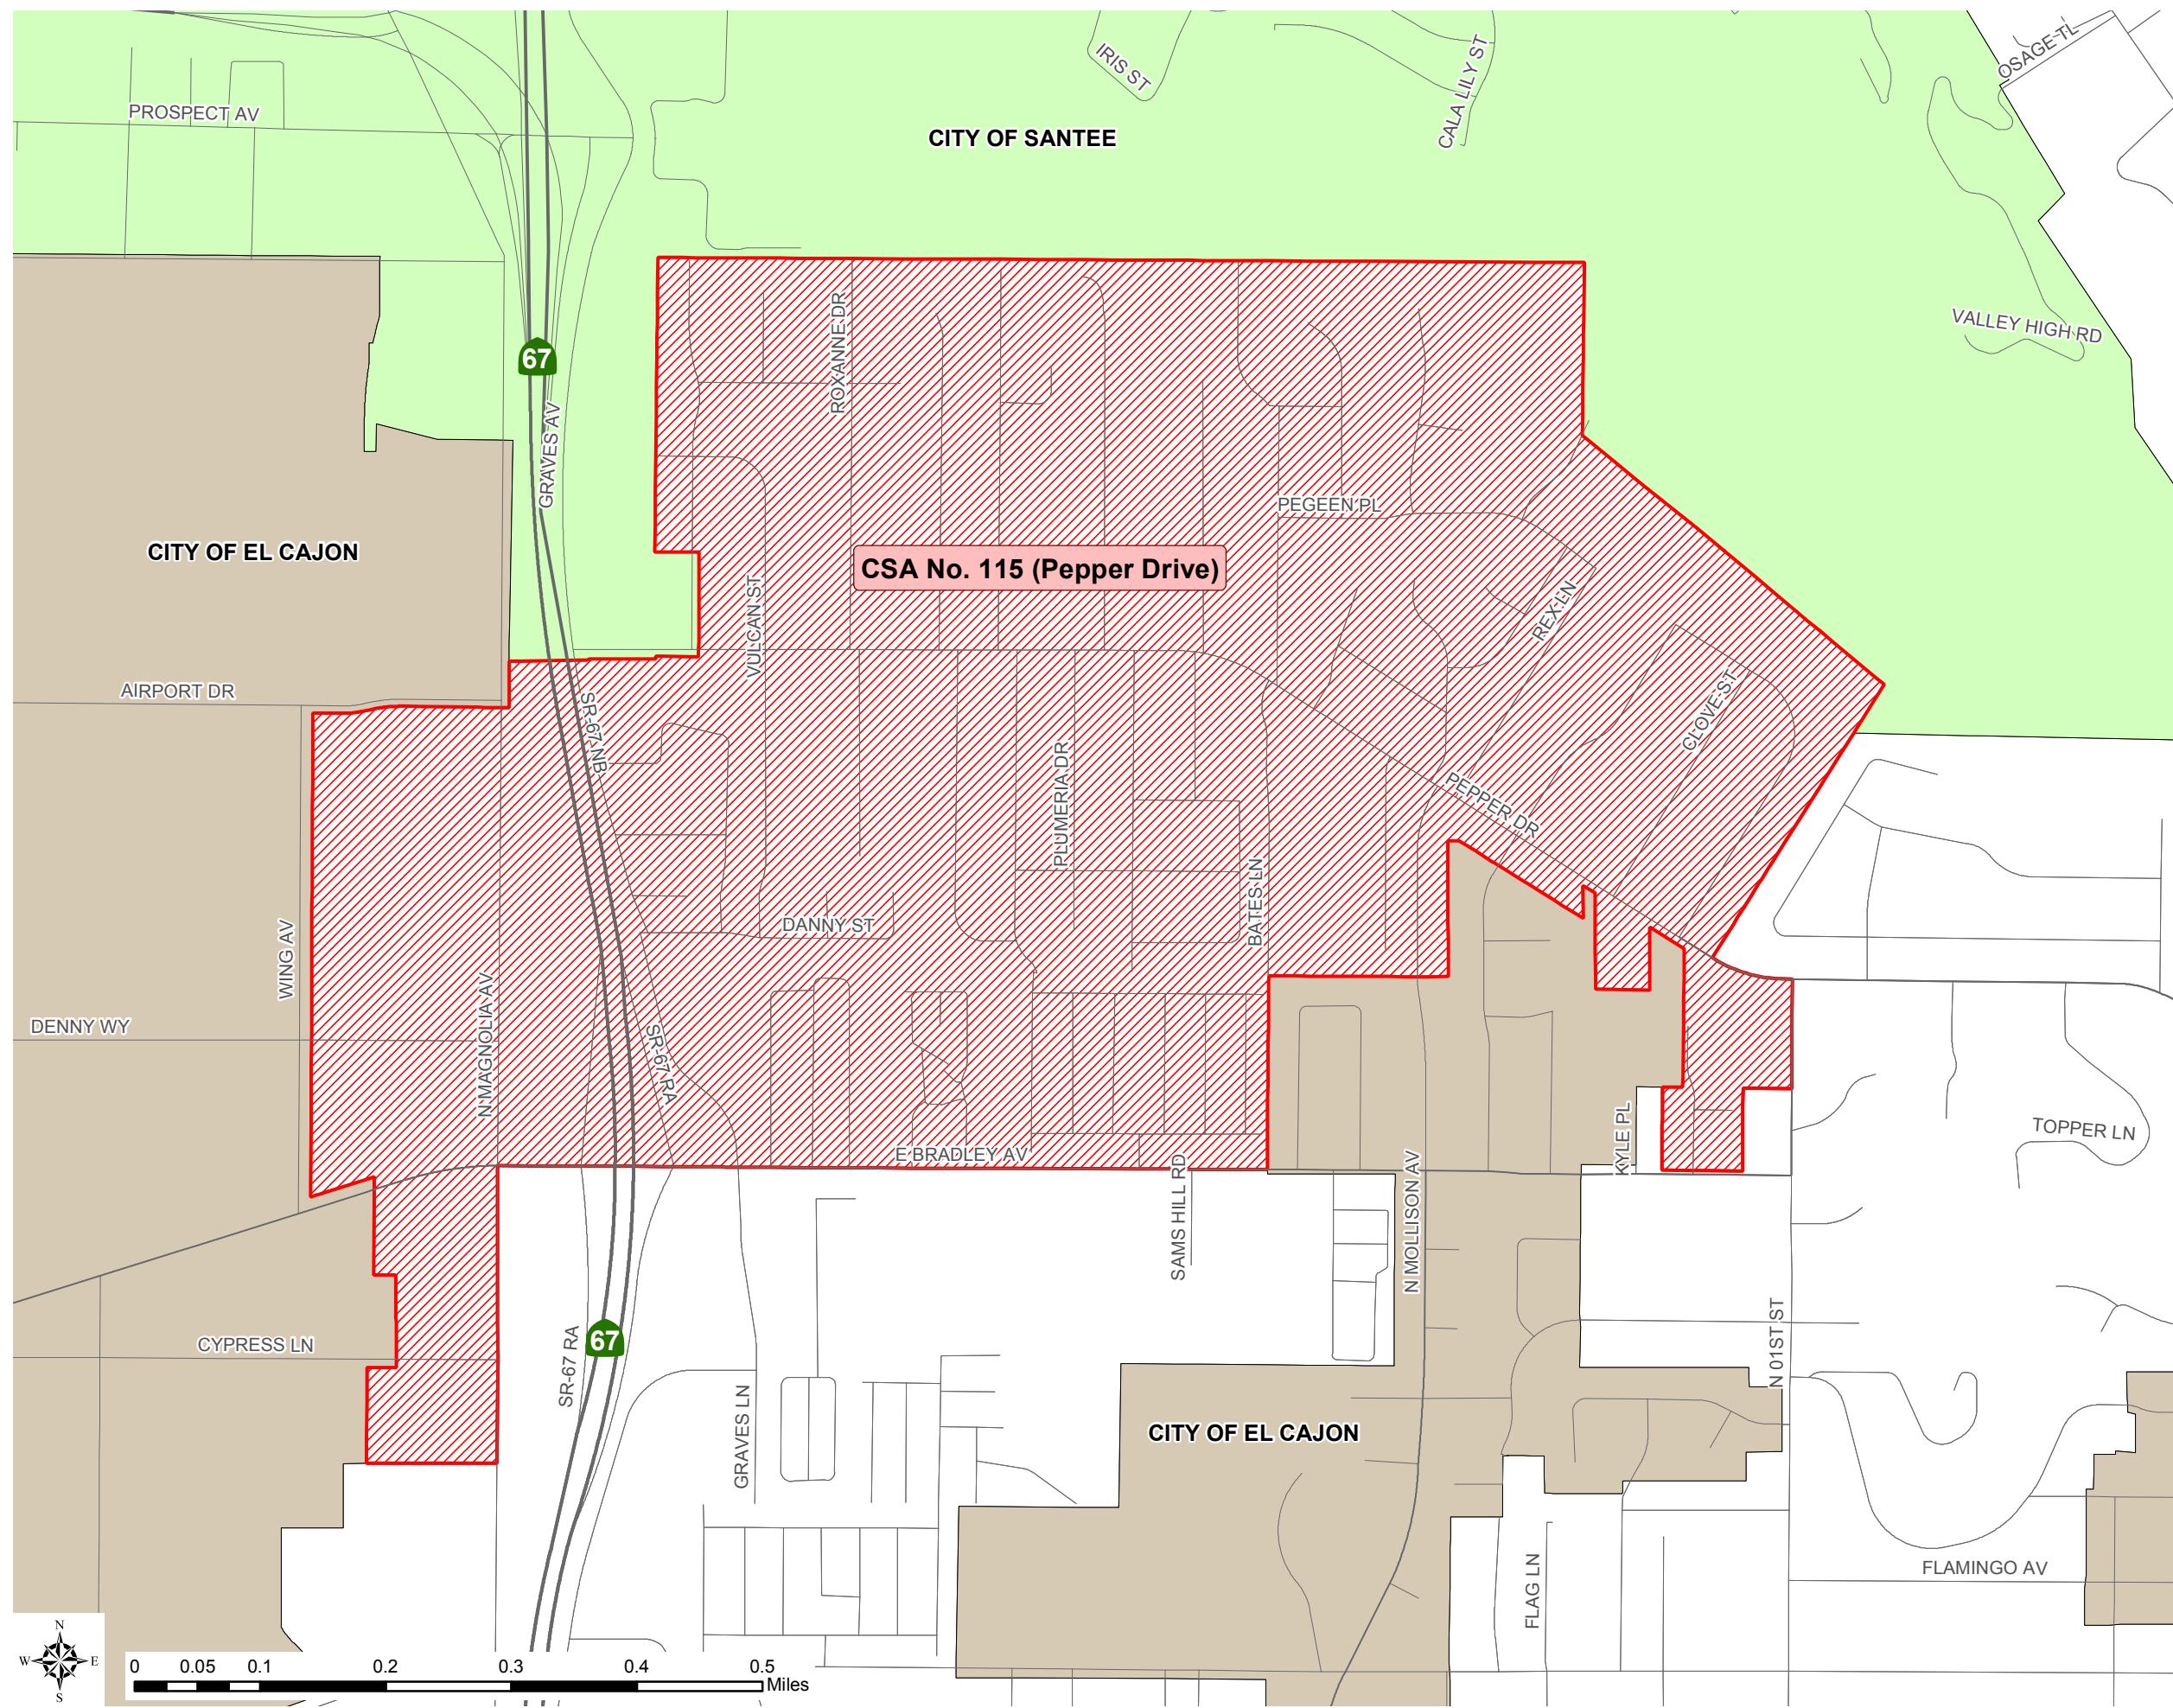 OSAGE TL
IRIS ST
CALA LILY ST
PROSPECT AV
CITY OF SANTEE
VALLEY HIGH RD
ROXANNE DR
67
GRAVES AV
PEGEEN PL
CITY OF EL CAJON
CSA No. 115 (Pepper Drive)
VULCAN ST
REX LN
AIRPORT DR
SR-67 NB
CLOVE ST
PLUMERIA DR
PEPPER DR
BATES LN
DANNY ST
WING AV
N MAGNOLIA AV
DENNY WY
SR-67 RA
KYLE PL
TOPPER LN
E BRADLEY AV
SAMS HILL RD
N MOLLISON AV
67
CYPRESS LN
SR-67 RA
N 01ST ST
GRAVES LN
CITY OF EL CAJON
FLAG LN
FLAMINGO AV
N
W E
S
0 0.05 0.1 0.2 0.3 0.4 0.5
Miles